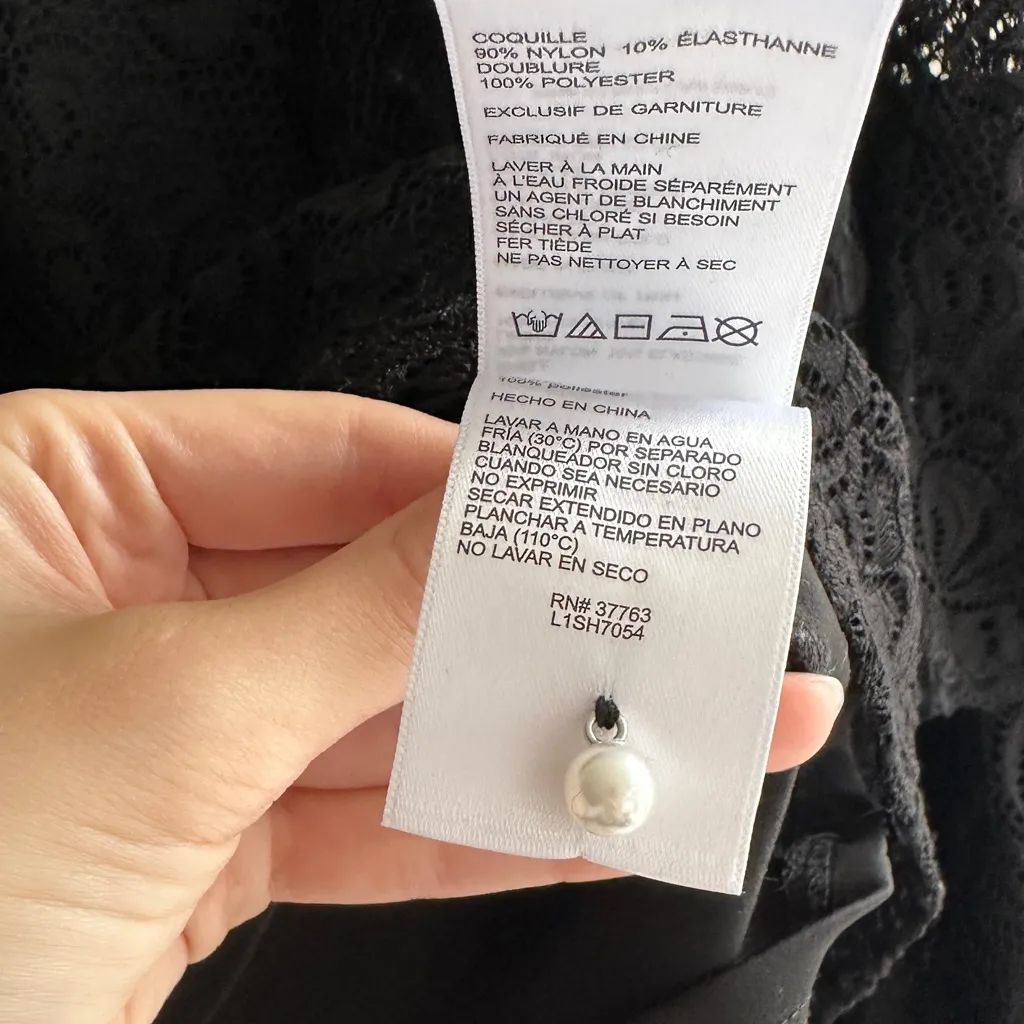 COQUILLE
90% NYLON 10% ÉLASTHANNE
DOUBLURE
100% POLYESTER
EXCLUSIF DE GARNITURE
FABRIQUÉ EN CHINE
LAVER À LA MAIN
À L'EAU FROIDE SÉPARÉMENT
UN AGENT DE BLANCHIMENT
SANS CHLORÉ SI BESOIN
SÉCHER À PLAT
FER TIÈDE
NE PAS NETTOYER À SEC
HECHO EN CHINA
LAVAR A MANO EN AGUA
FRÍA (30°C) POR SEPARADO
BLANQUEADOR SIN CLORO
CUANDO SEA NECESARIO
NO EXPRIMIR
SECAR EXTENDIDO EN PLANO
PLANCHAR A TEMPERATURA
BAJA (110°C)
NO LAVAR EN SECO
RN# 37763
L1SH7054